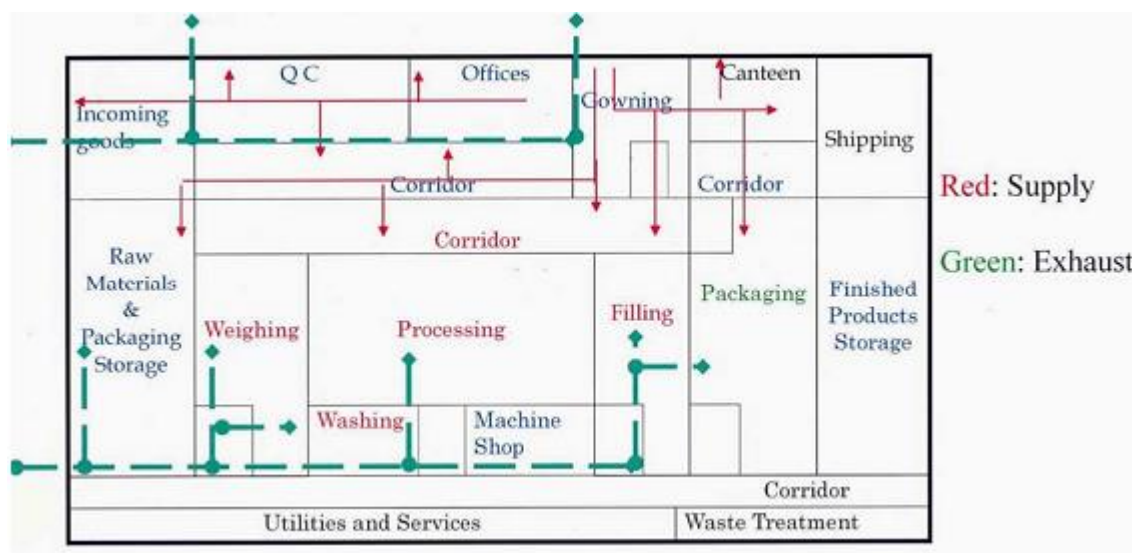 Q C
Offices
Canteen
Incoming
goods
Gowning
Shipping
Corridor
Corridor
Red: Supply
Corridor
Green: Exhaust
Raw
Materials
&
Packaging
Storage
Weighing
Processing
Filling
Packaging
Finished
Products
Storage
Washing
Machine
Shop
Corridor
Utilities and Services
Waste Treatment